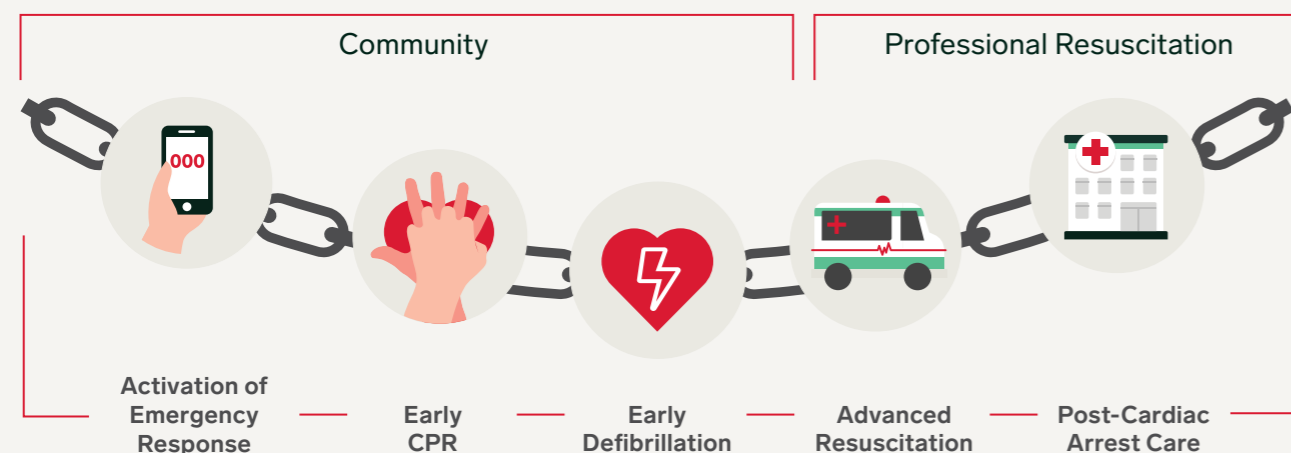 Community
Professional Resuscitation
000
Activation of
Emergency
Response
Early
CPR
Early
Defibrillation
Advanced
Resuscitation
Post-Cardiac
Arrest Care